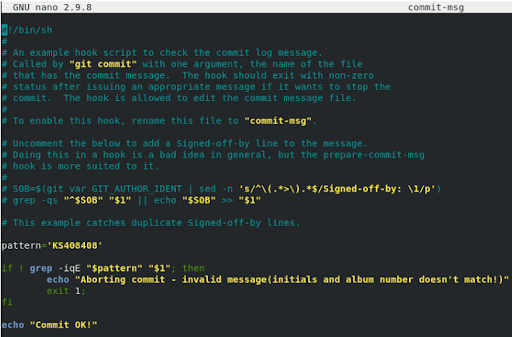 GNU nano 2.9.8 commit-msg
#!/bin/sh
#
# An example hook script to check the commit log message.
# Called by "git commit" with one argument, the name of the file
# that has the commit message.  The hook should exit with non-zero
# status after issuing an appropriate message if it wants to stop the
# commit.  The hook is allowed to edit the commit message file.
#
# To enable this hook, rename this file to "commit-msg".
# Uncomment the below to add a Signed-off-by line to the message.
# Doing this in a hook is a bad idea in general, but the prepare-commit-msg
# hook is more suited to it.
#
# SOB=$(git var GIT_AUTHOR_IDENT | sed -n 's/^\(.*>\).*$/Signed-off-by: \1/p')
# grep -qs "^$SOB" "$1" || echo "$SOB" >> "$1"
# This example catches duplicate Signed-off-by lines.
pattern='KS408408'
if ! grep -iqE "$pattern" "$1"; then
        echo "Aborting commit - invalid message(initials and album number doesn't match!)"
        exit 1;
fi
echo "Commit OK!"